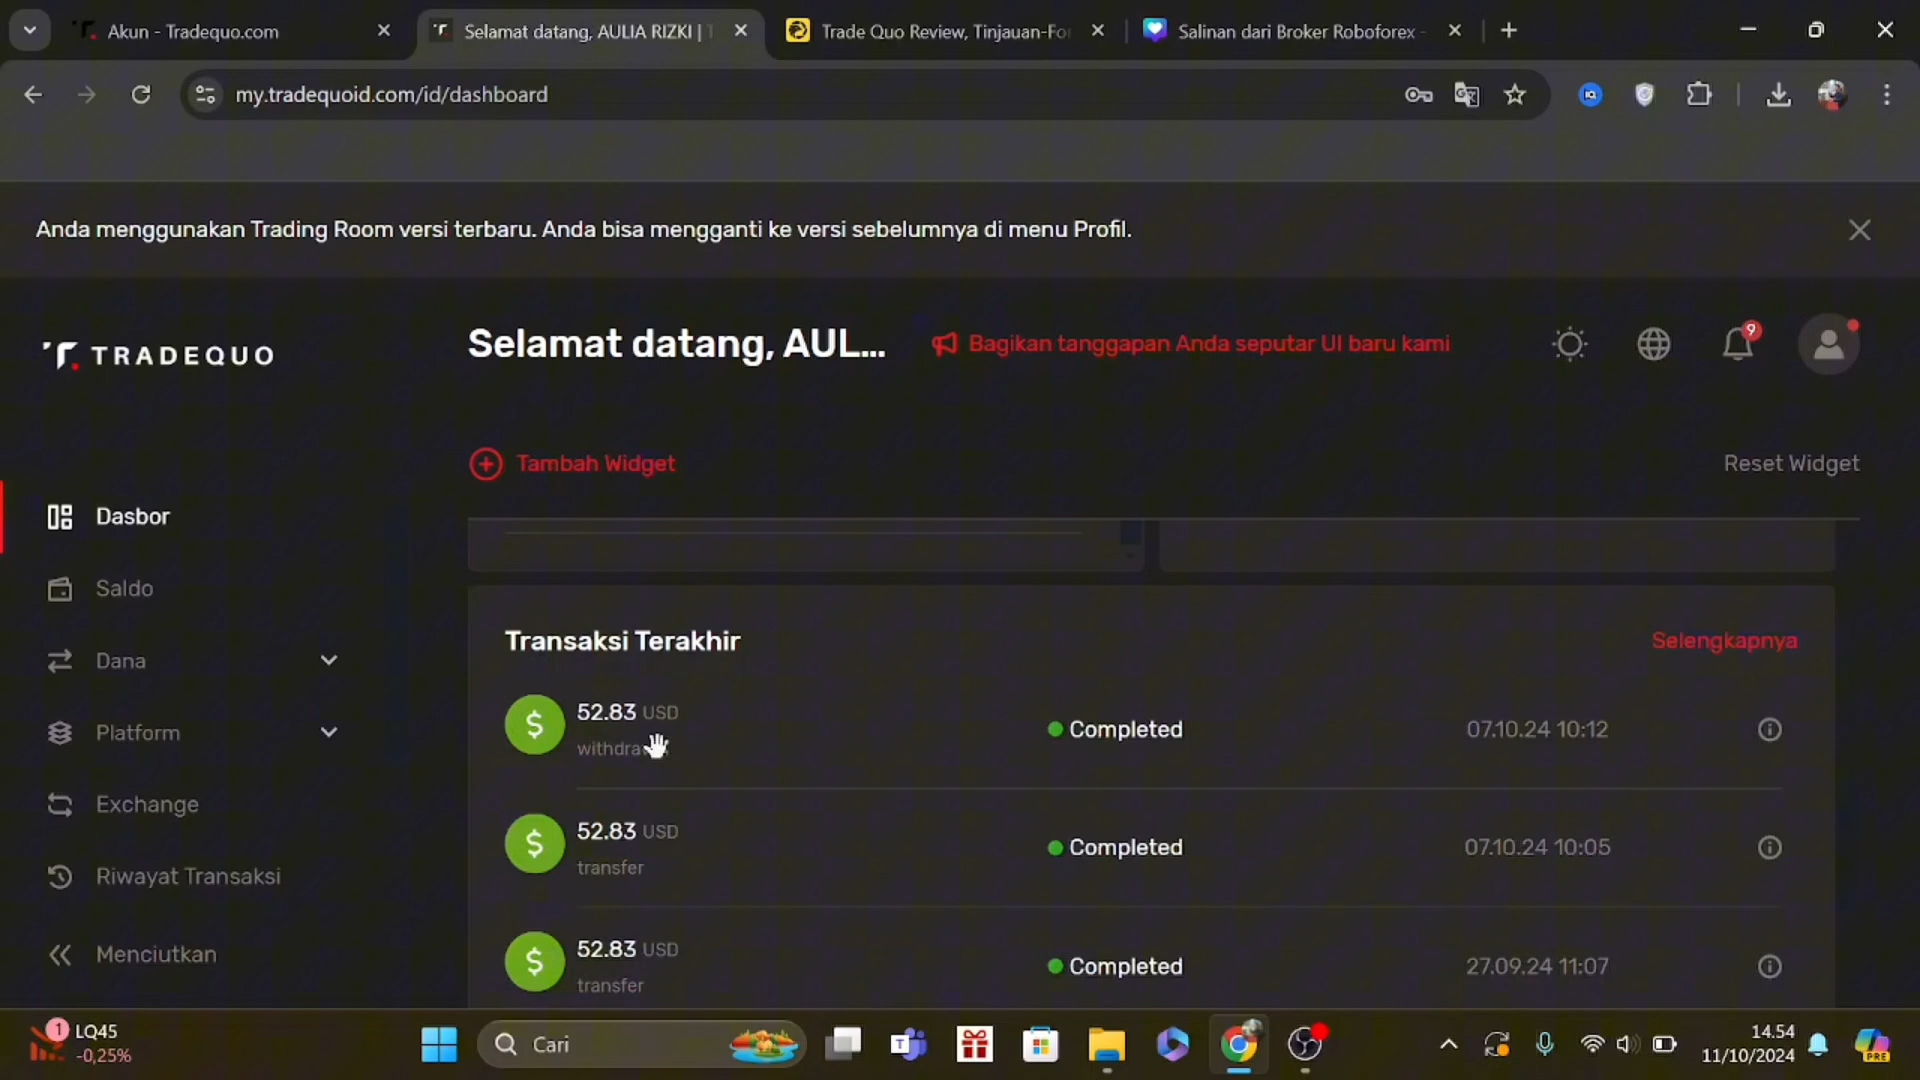 Akun - Tradequo.com
Selamat datang, AULIA RIZKI |
Trade Quo Review, Tinjauan-Fo
Salinan dari Broker Roboforex -
my.tradequoid.com/id/dashboard
Anda menggunakan Trading Room versi terbaru. Anda bisa mengganti ke versi sebelumnya di menu Profil.
TRADEQUO
Selamat datang, AUL...
Bagikan tanggapan Anda seputar UI baru kami
9
Tambah Widget
Reset Widget
Dasbor
Saldo
Dana
Platform
Exchange
Riwayat Transaksi
Menciutkan
Transaksi Terakhir
Selengkapnya
52.83 USD
Completed
07.10.24 10:12
52.83 USD
transfer
Completed
07.10.24 10:05
52.83 USD
transfer
Completed
27.09.24 11:07
1
LQ45
-0,25%
Cari
14.54
11/10/2024
PRE